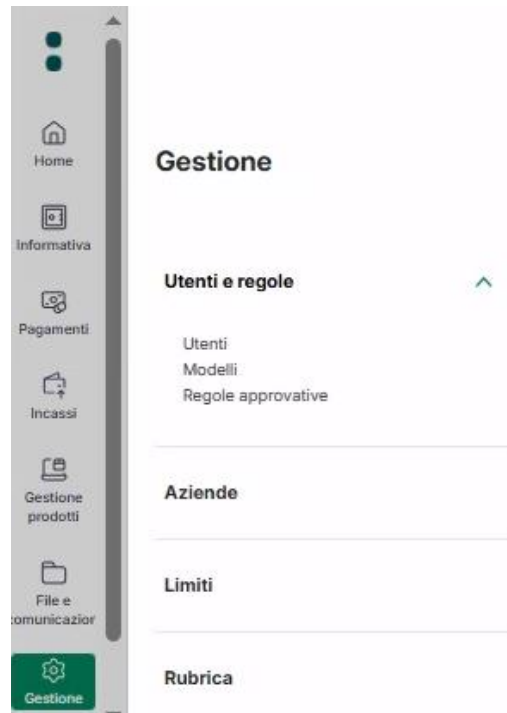 Home
Informativa
Pagamenti
Incassi
Gestione
prodotti
File e
comunicazior
Gestione
Gestione
Utenti e regole
Utenti
Modelli
Regole approvative
Aziende
Limiti
Rubrica